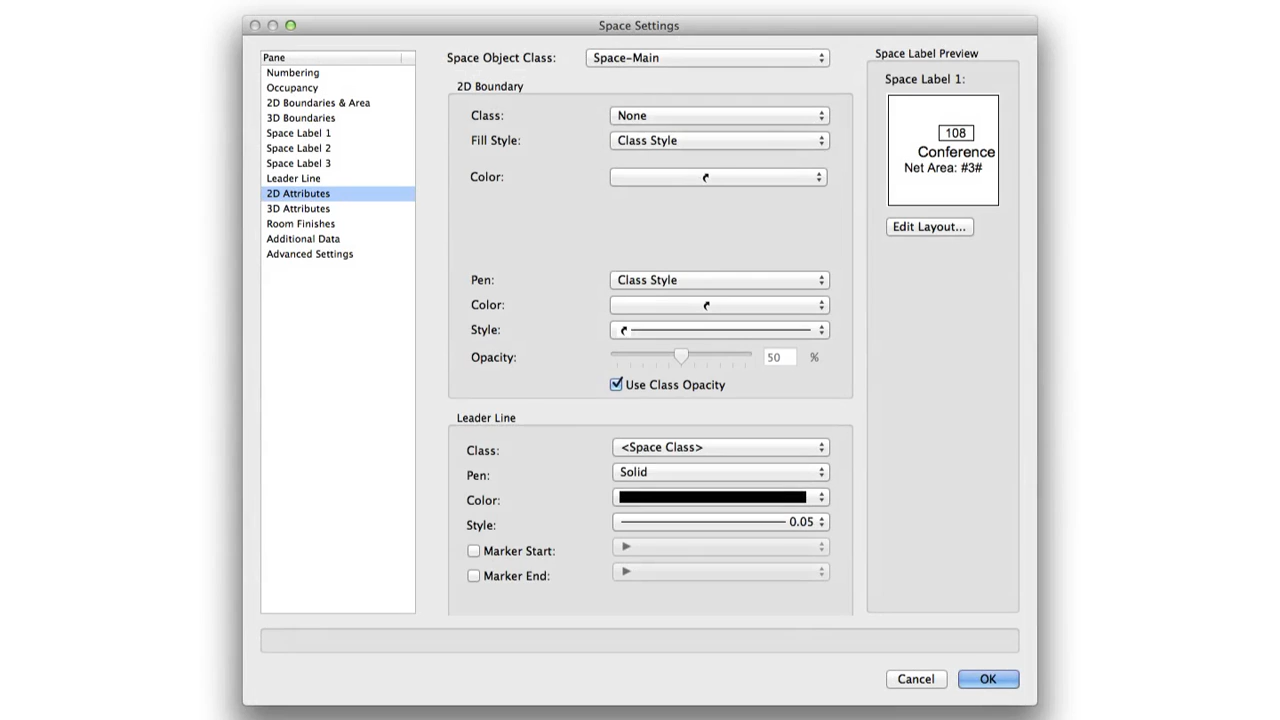 Space Settings
Pane
Numbering
Occupancy
2D Boundaries & Area
3D Boundaries
Space Label 1
Space Label 2
Space Label 3
Leader Line
2D Attributes
3D Attributes
Room Finishes
Additional Data
Advanced Settings
Space Object Class: Space-Main
2D Boundary
Class: None
Fill Style: Class Style
Color:
Pen: Class Style
Color:
Style:
Opacity: 50 %
Use Class Opacity
Leader Line
Class: <Space Class>
Pen: Solid
Color:
Style: 0.05
Marker Start:
Marker End:
Space Label Preview
Space Label 1:
108
Conference
Net Area: #3#
Edit Layout...
Cancel OK